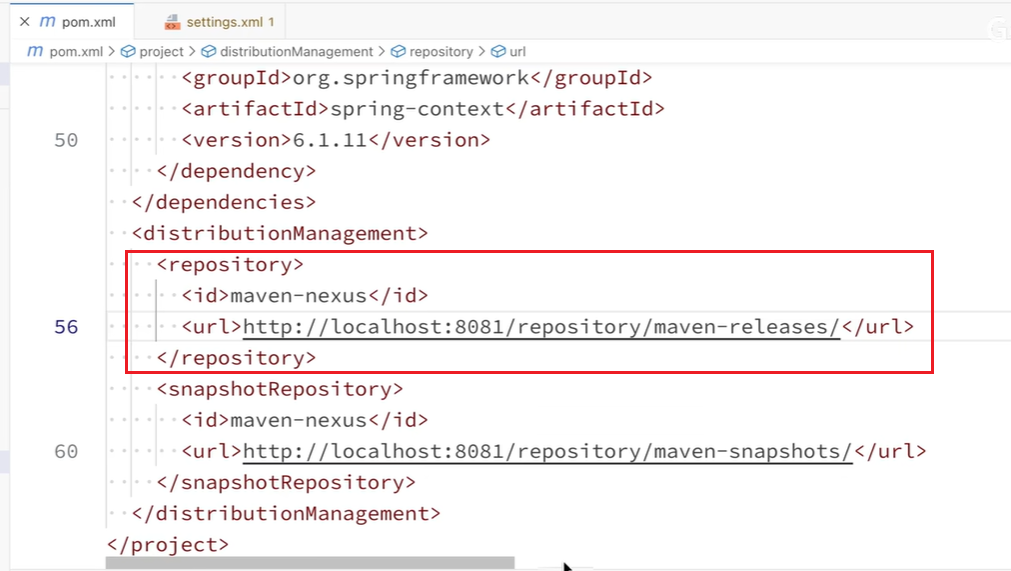 pom.xml
settings.xml 1
pom.xml > project > distributionManagement > repository > url
<groupId>org.springframework</groupId>
<artifactId>spring-context</artifactId>
50 <version>6.1.11</version>
</dependency>
</dependencies>
<distributionManagement>
<repository>
<id>maven-nexus</id>
56 <url>http://localhost:8081/repository/maven-releases/</url>
</repository>
<snapshotRepository>
<id>maven-nexus</id>
60 <url>http://localhost:8081/repository/maven-snapshots/</url>
</snapshotRepository>
</distributionManagement>
</project>